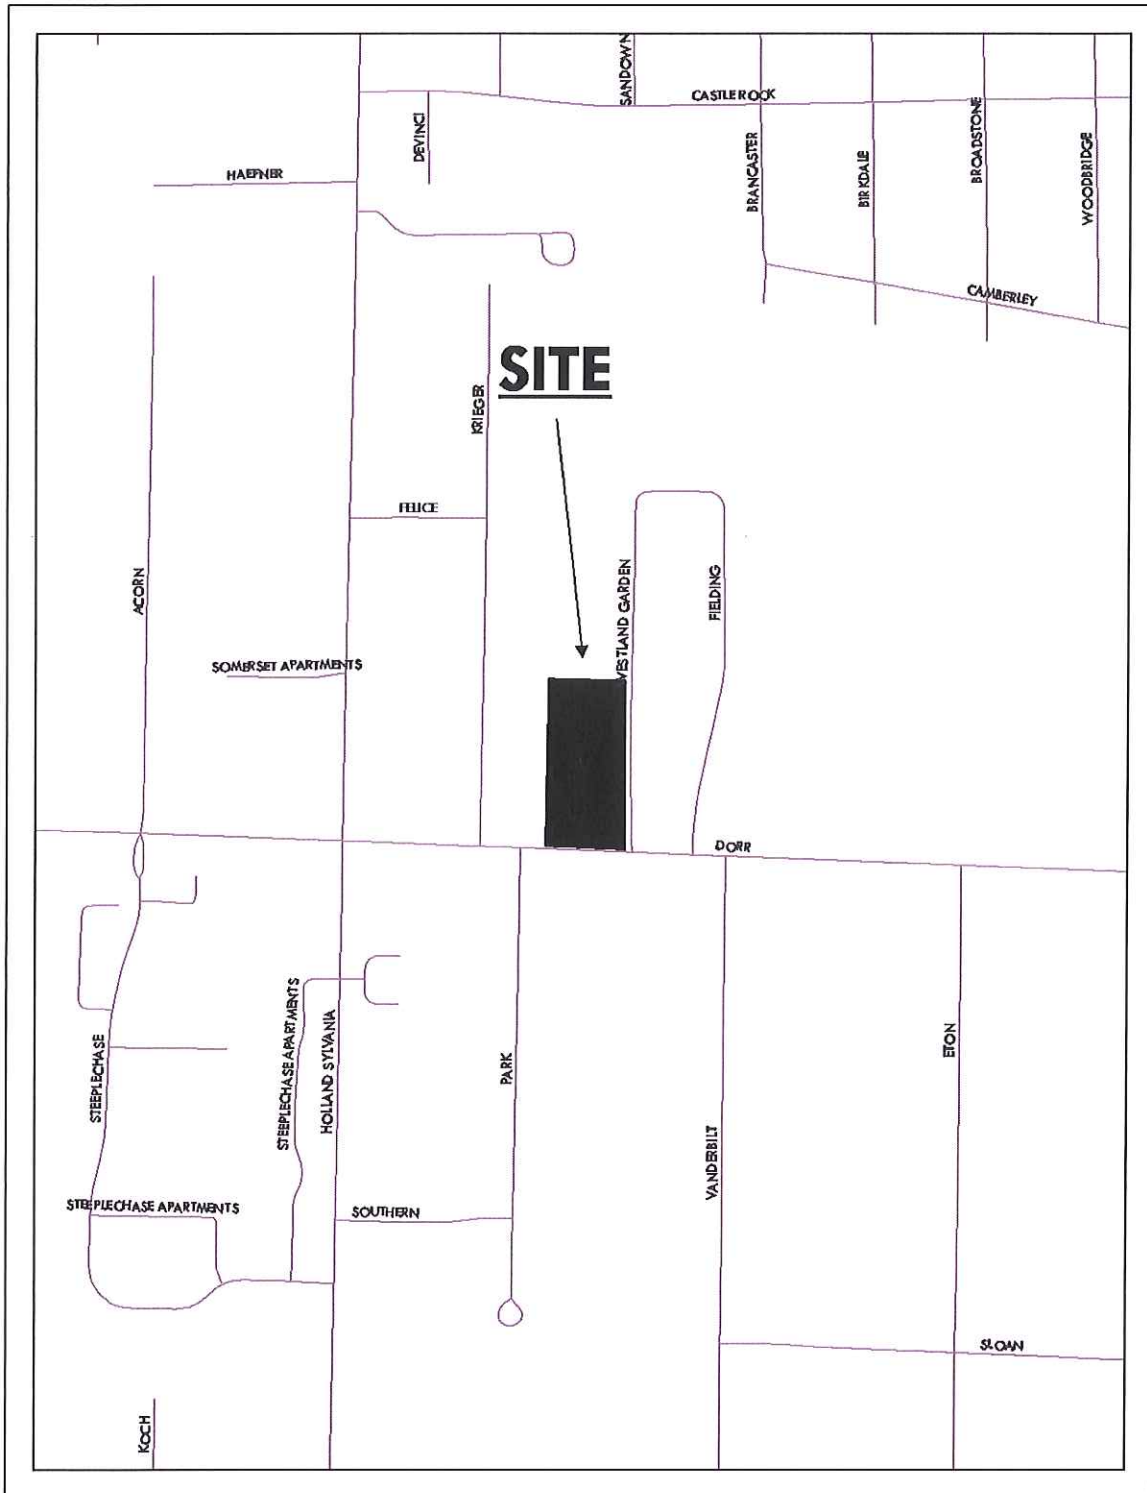 SANDOWN
CASTLEROCK
DEVINCI
HAEFNER
BRANCASTER
BIRKDALE
BROADSTONE
WOODBRIDGE
CAMBERLEY
SITE
KRIEGER
FELICE
ACORN
WESTLAND GARDEN
FIELDING
SOMERSET APARTMENTS
DORR
STEEPLECHASE
STEEPLECHASE APARTMENTS
HOLLAND SYLVANIA
PARK
ETON
VANDERBILT
STEEPLECHASE APARTMENTS
SOUTHERN
SLOAN
KOCH